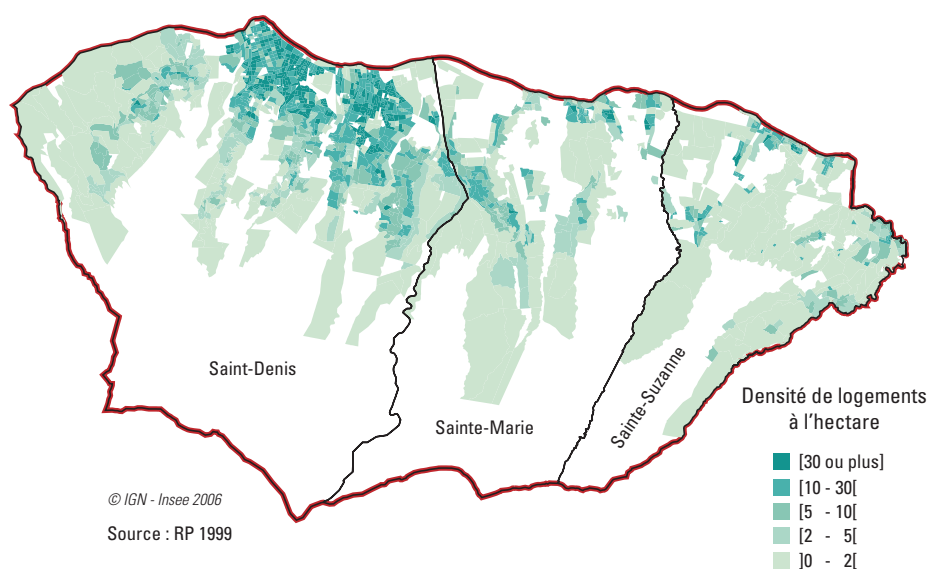 Saint-Denis
Sainte-Marie
Sainte-Suzanne
Densité de logements
à l'hectare
[30 ou plus]
[10 - 30[
[5 - 10[
[2 - 5[
]0 - 2[
© IGN - Insee 2006
Source : RP 1999